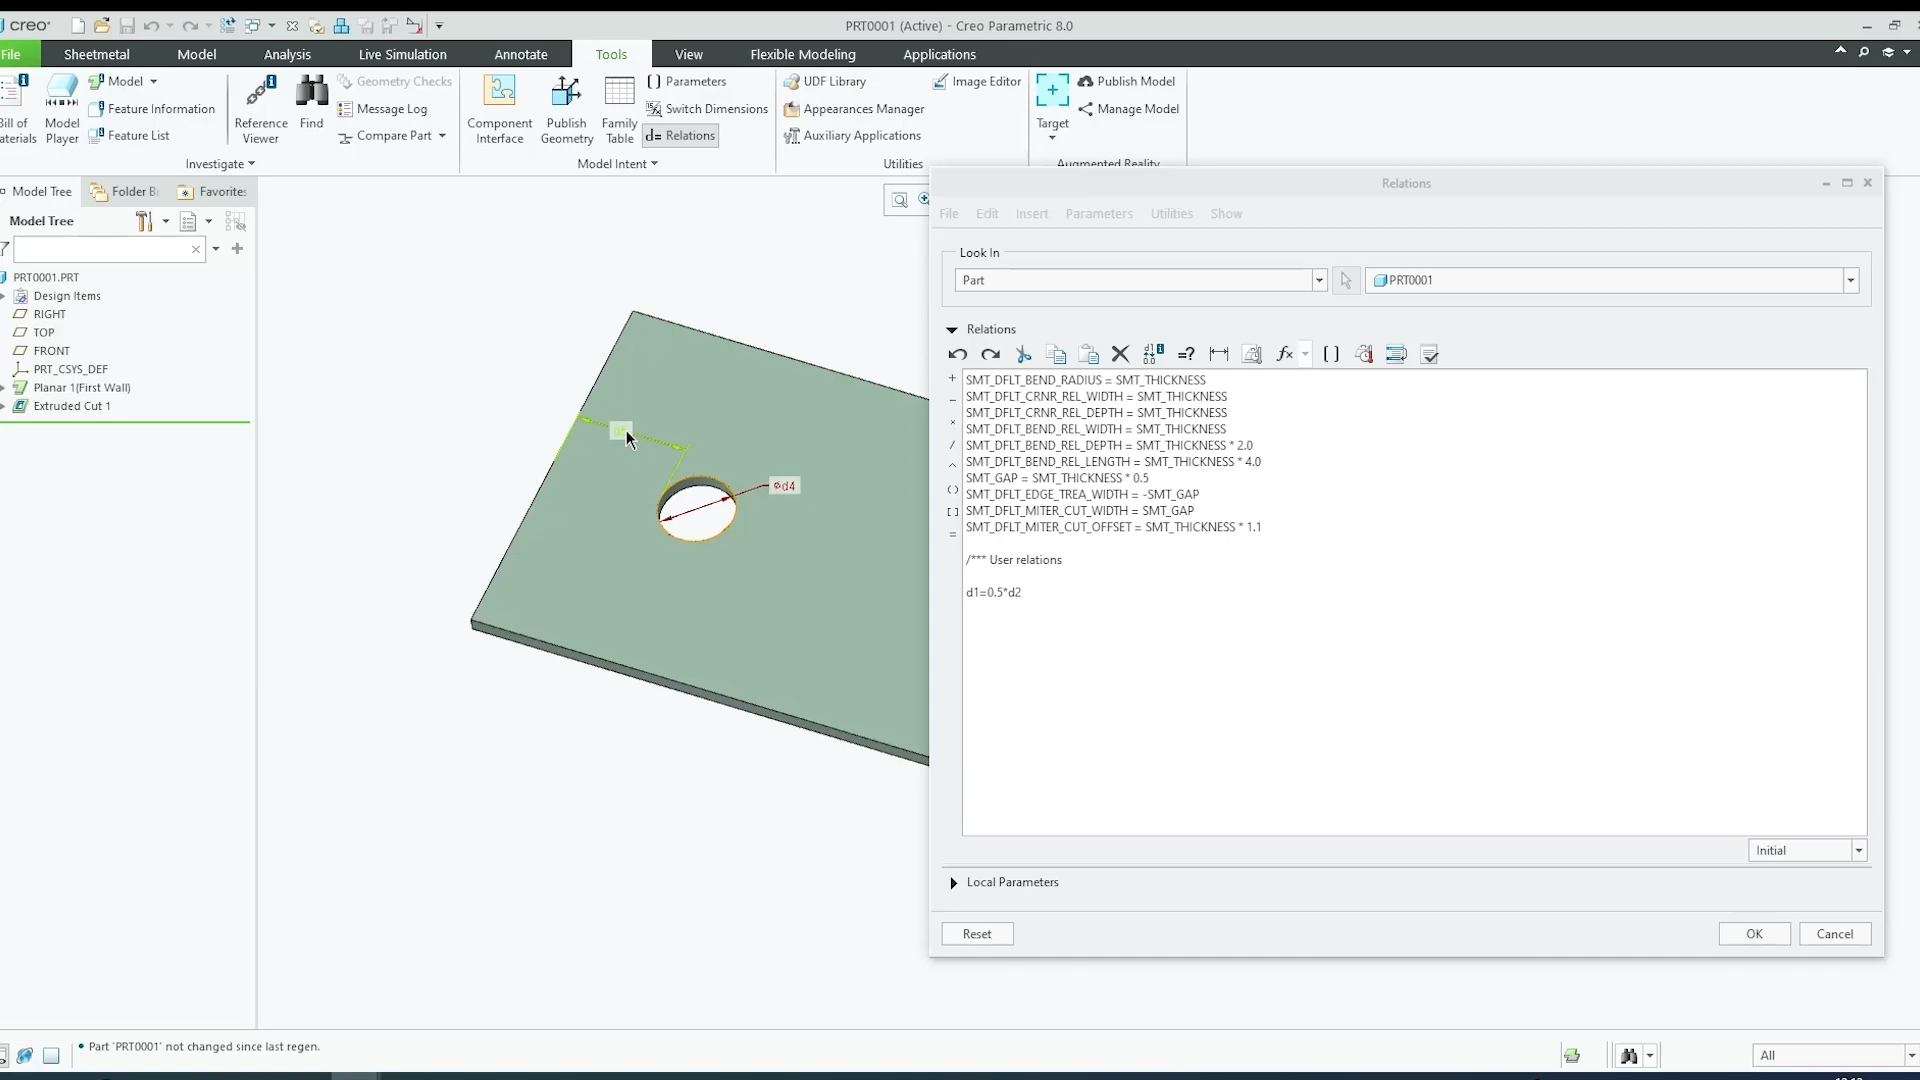 creo
PRT0001 (Active) - Creo Parametric 8.0
File
Sheetmetal
Model
Analysis
Live Simulation
Annotate
Tools
View
Flexible Modeling
Applications
Bill of
Model
Player
Model
Feature Information
Feature List
Reference
Viewer
Find
Geometry Checks
Message Log
Compare Part
Investigate
Component
Interface
Publish
Geometry
Family
Table
Parameters
Switch Dimensions
d= Relations
Model Intent
UDF Library
Appearances Manager
Auxiliary Applications
Image Editor
Utilities
Target
Publish Model
Manage Model
Augmented Reality
Model Tree
Folder B
Favorites
Model Tree
PRT0001.PRT
Design Items
RIGHT
TOP
FRONT
PRT_CSYS_DEF
Planar 1(First Wall)
Extruded Cut 1
Ød4
Relations
File
Edit
Insert
Parameters
Utilities
Show
Look In
Part
PRT0001
Relations
SMT_DFLT_BEND_RADIUS = SMT_THICKNESS
SMT_DFLT_CRNR_REL_WIDTH = SMT_THICKNESS
SMT_DFLT_CRNR_REL_DEPTH = SMT_THICKNESS
SMT_DFLT_BEND_REL_WIDTH = SMT_THICKNESS
SMT_DFLT_BEND_REL_DEPTH = SMT_THICKNESS * 2.0
SMT_DFLT_BEND_REL_LENGTH = SMT_THICKNESS * 4.0
SMT_GAP = SMT_THICKNESS * 0.5
SMT_DFLT_EDGE_TREA_WIDTH = -SMT_GAP
SMT_DFLT_MITER_CUT_WIDTH = SMT_GAP
SMT_DFLT_MITER_CUT_OFFSET = SMT_THICKNESS * 1.1
/*** User relations
d1=0.5*d2
Initial
Local Parameters
Reset
OK
Cancel
Part 'PRT0001' not changed since last regen.
All